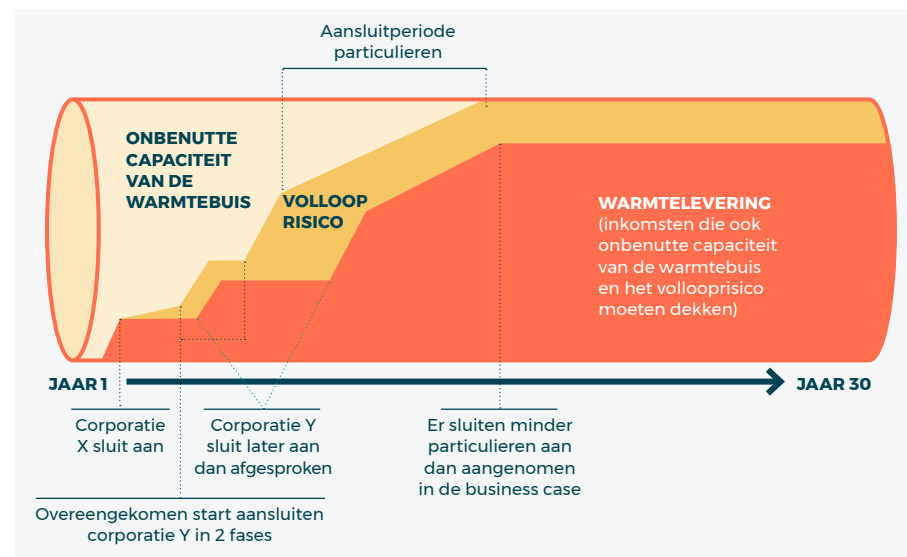 Aansluitperiode
particulieren
ONBENUTTE
CAPACITEIT
VAN DE
WARMTEBUIS
VOLLOOP
RISICO
WARMTELEVERING
(inkomsten die ook
onbenutte capaciteit
van de warmtebuis
en het vollooprisico
moeten dekken)
JAAR 1
JAAR 30
Corporatie
X sluit aan
Corporatie Y
sluit later aan
dan afgesproken
Er sluiten minder
particulieren aan
dan aangenomen
in de business case
Overeengekomen start aansluiten
corporatie Y in 2 fases